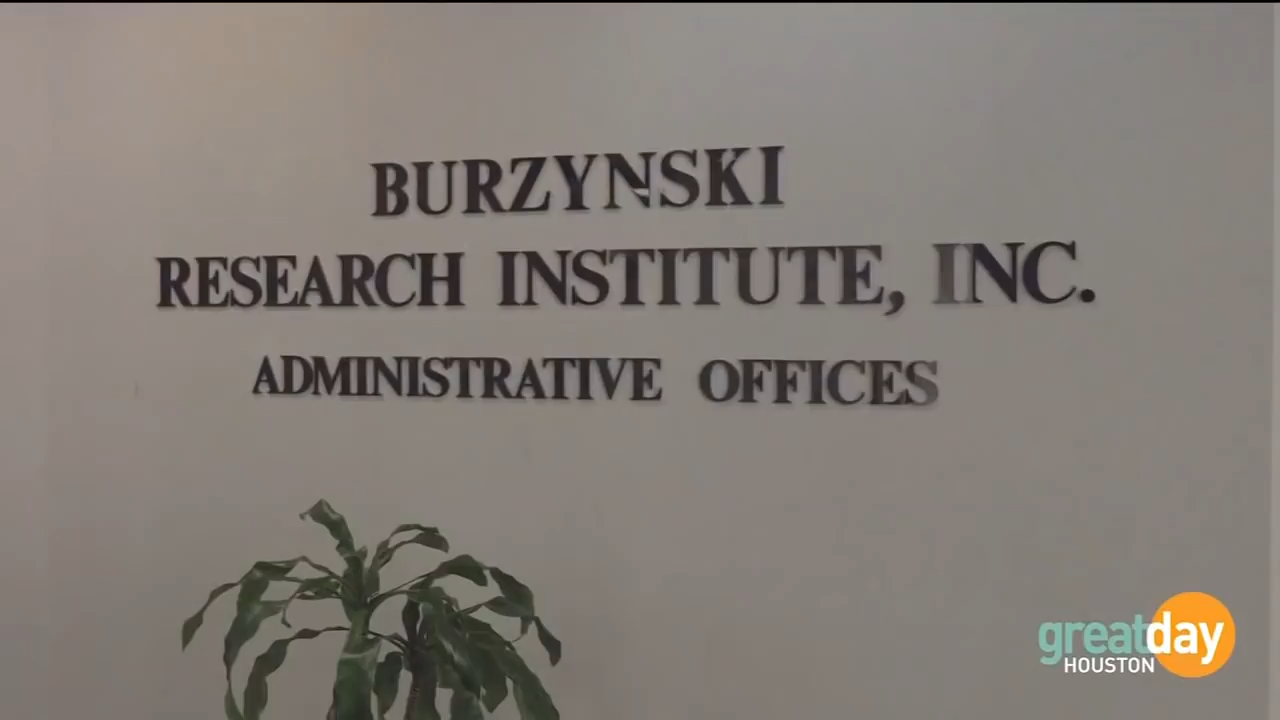 BURZYNSKI
RESEARCH INSTITUTE, INC.
ADMINISTRATIVE OFFICES
greatday
HOUSTON